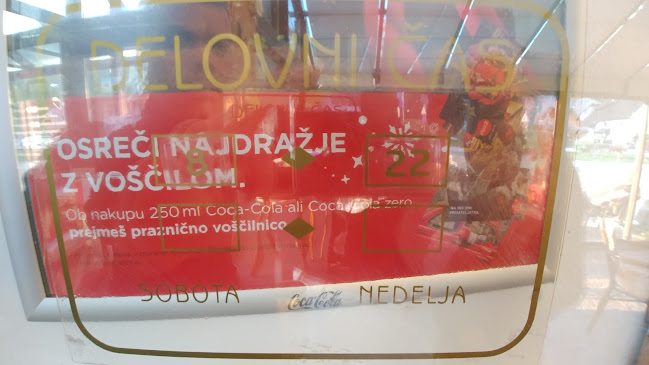 DELOVNI ČAS
OSREČI NAJDRAŽJE
Z VOŠČILOM.
8 22
Ob nakupu 250 ml Coca-Cola ali Coca-Cola zero
prejmeš praznično voščilnico
SOBOTA Coca-Cola NEDELJA